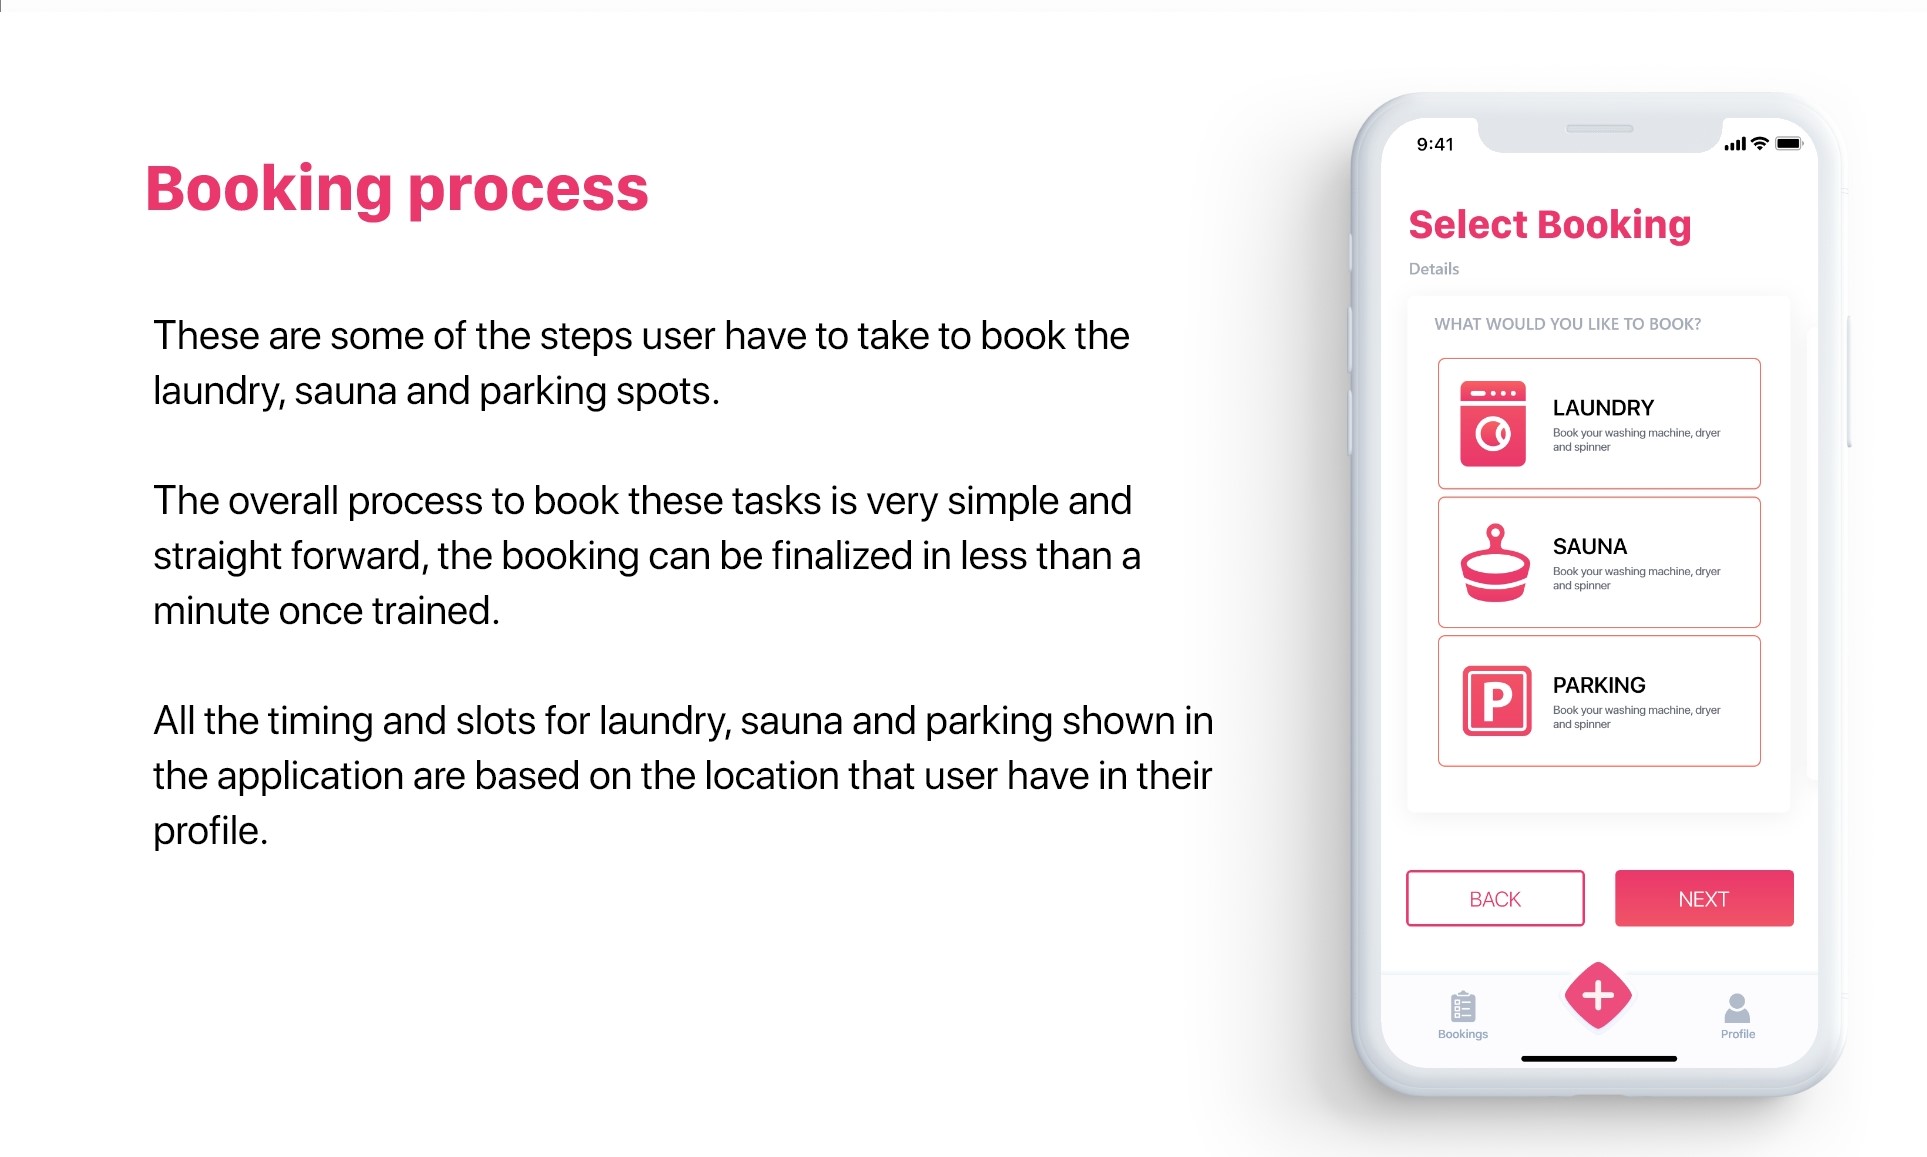 Booking process
These are some of the steps user have to take to book the
laundry, sauna and parking spots.
The overall process to book these tasks is very simple and
straight forward, the booking can be finalized in less than a
minute once trained.
All the timing and slots for laundry, sauna and parking shown in
the application are based on the location that user have in their
profile.
9:41
Select Booking
Details
WHAT WOULD YOU LIKE TO BOOK?
LAUNDRY
Book your washing machine, dryer
and spinner
SAUNA
Book your washing machine, dryer
and spinner
P
PARKING
Book your washing machine, dryer
and spinner
BACK
NEXT
Bookings
Profile